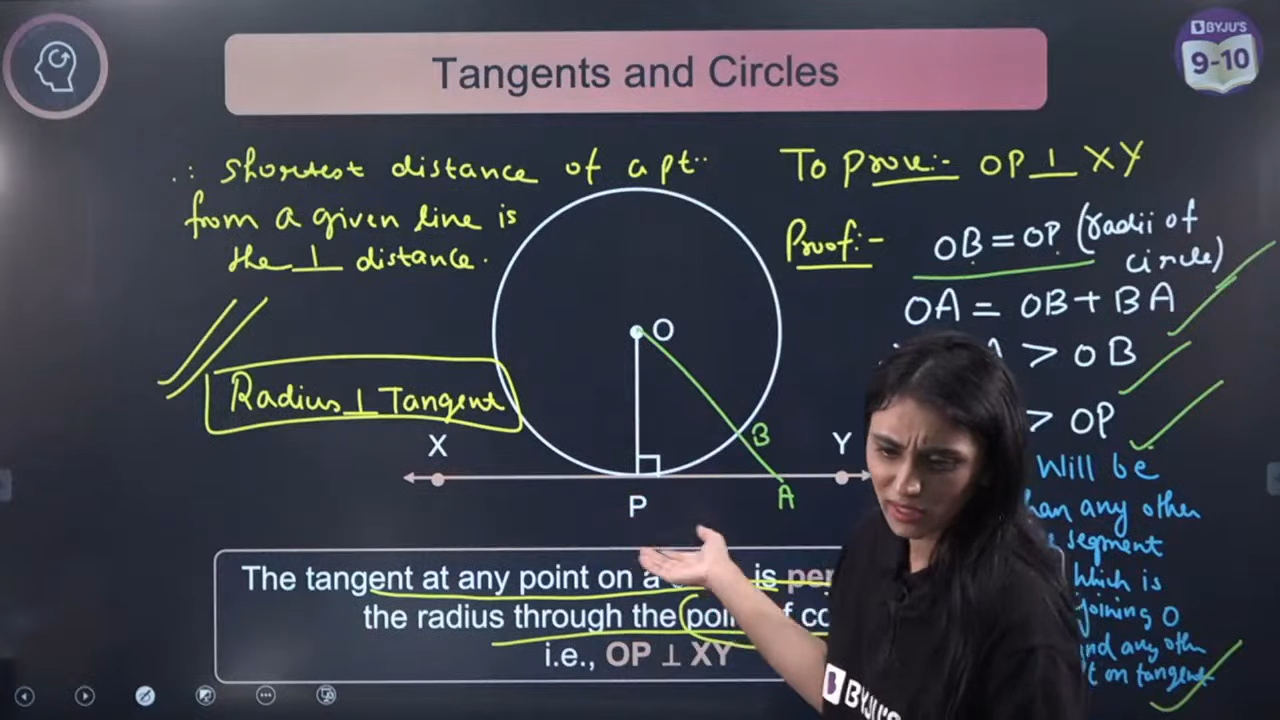 BYJU'S
9-10
Tangents and Circles
∴ shortest distance of a pt.
from a given line is
the ⊥ distance.
Radius ⊥ Tangent
To prove:- OP ⊥ XY
Proof:- OB = OP (radii of
circle)
OA = OB + BA
> OB
> OP
Will be
any other
segment
which is
joining O
and any other
on tangent
O
B
X
Y
P
A
The tangent at any point on a is
the radius through the of
i.e., OP ⊥ XY
BYJU'S